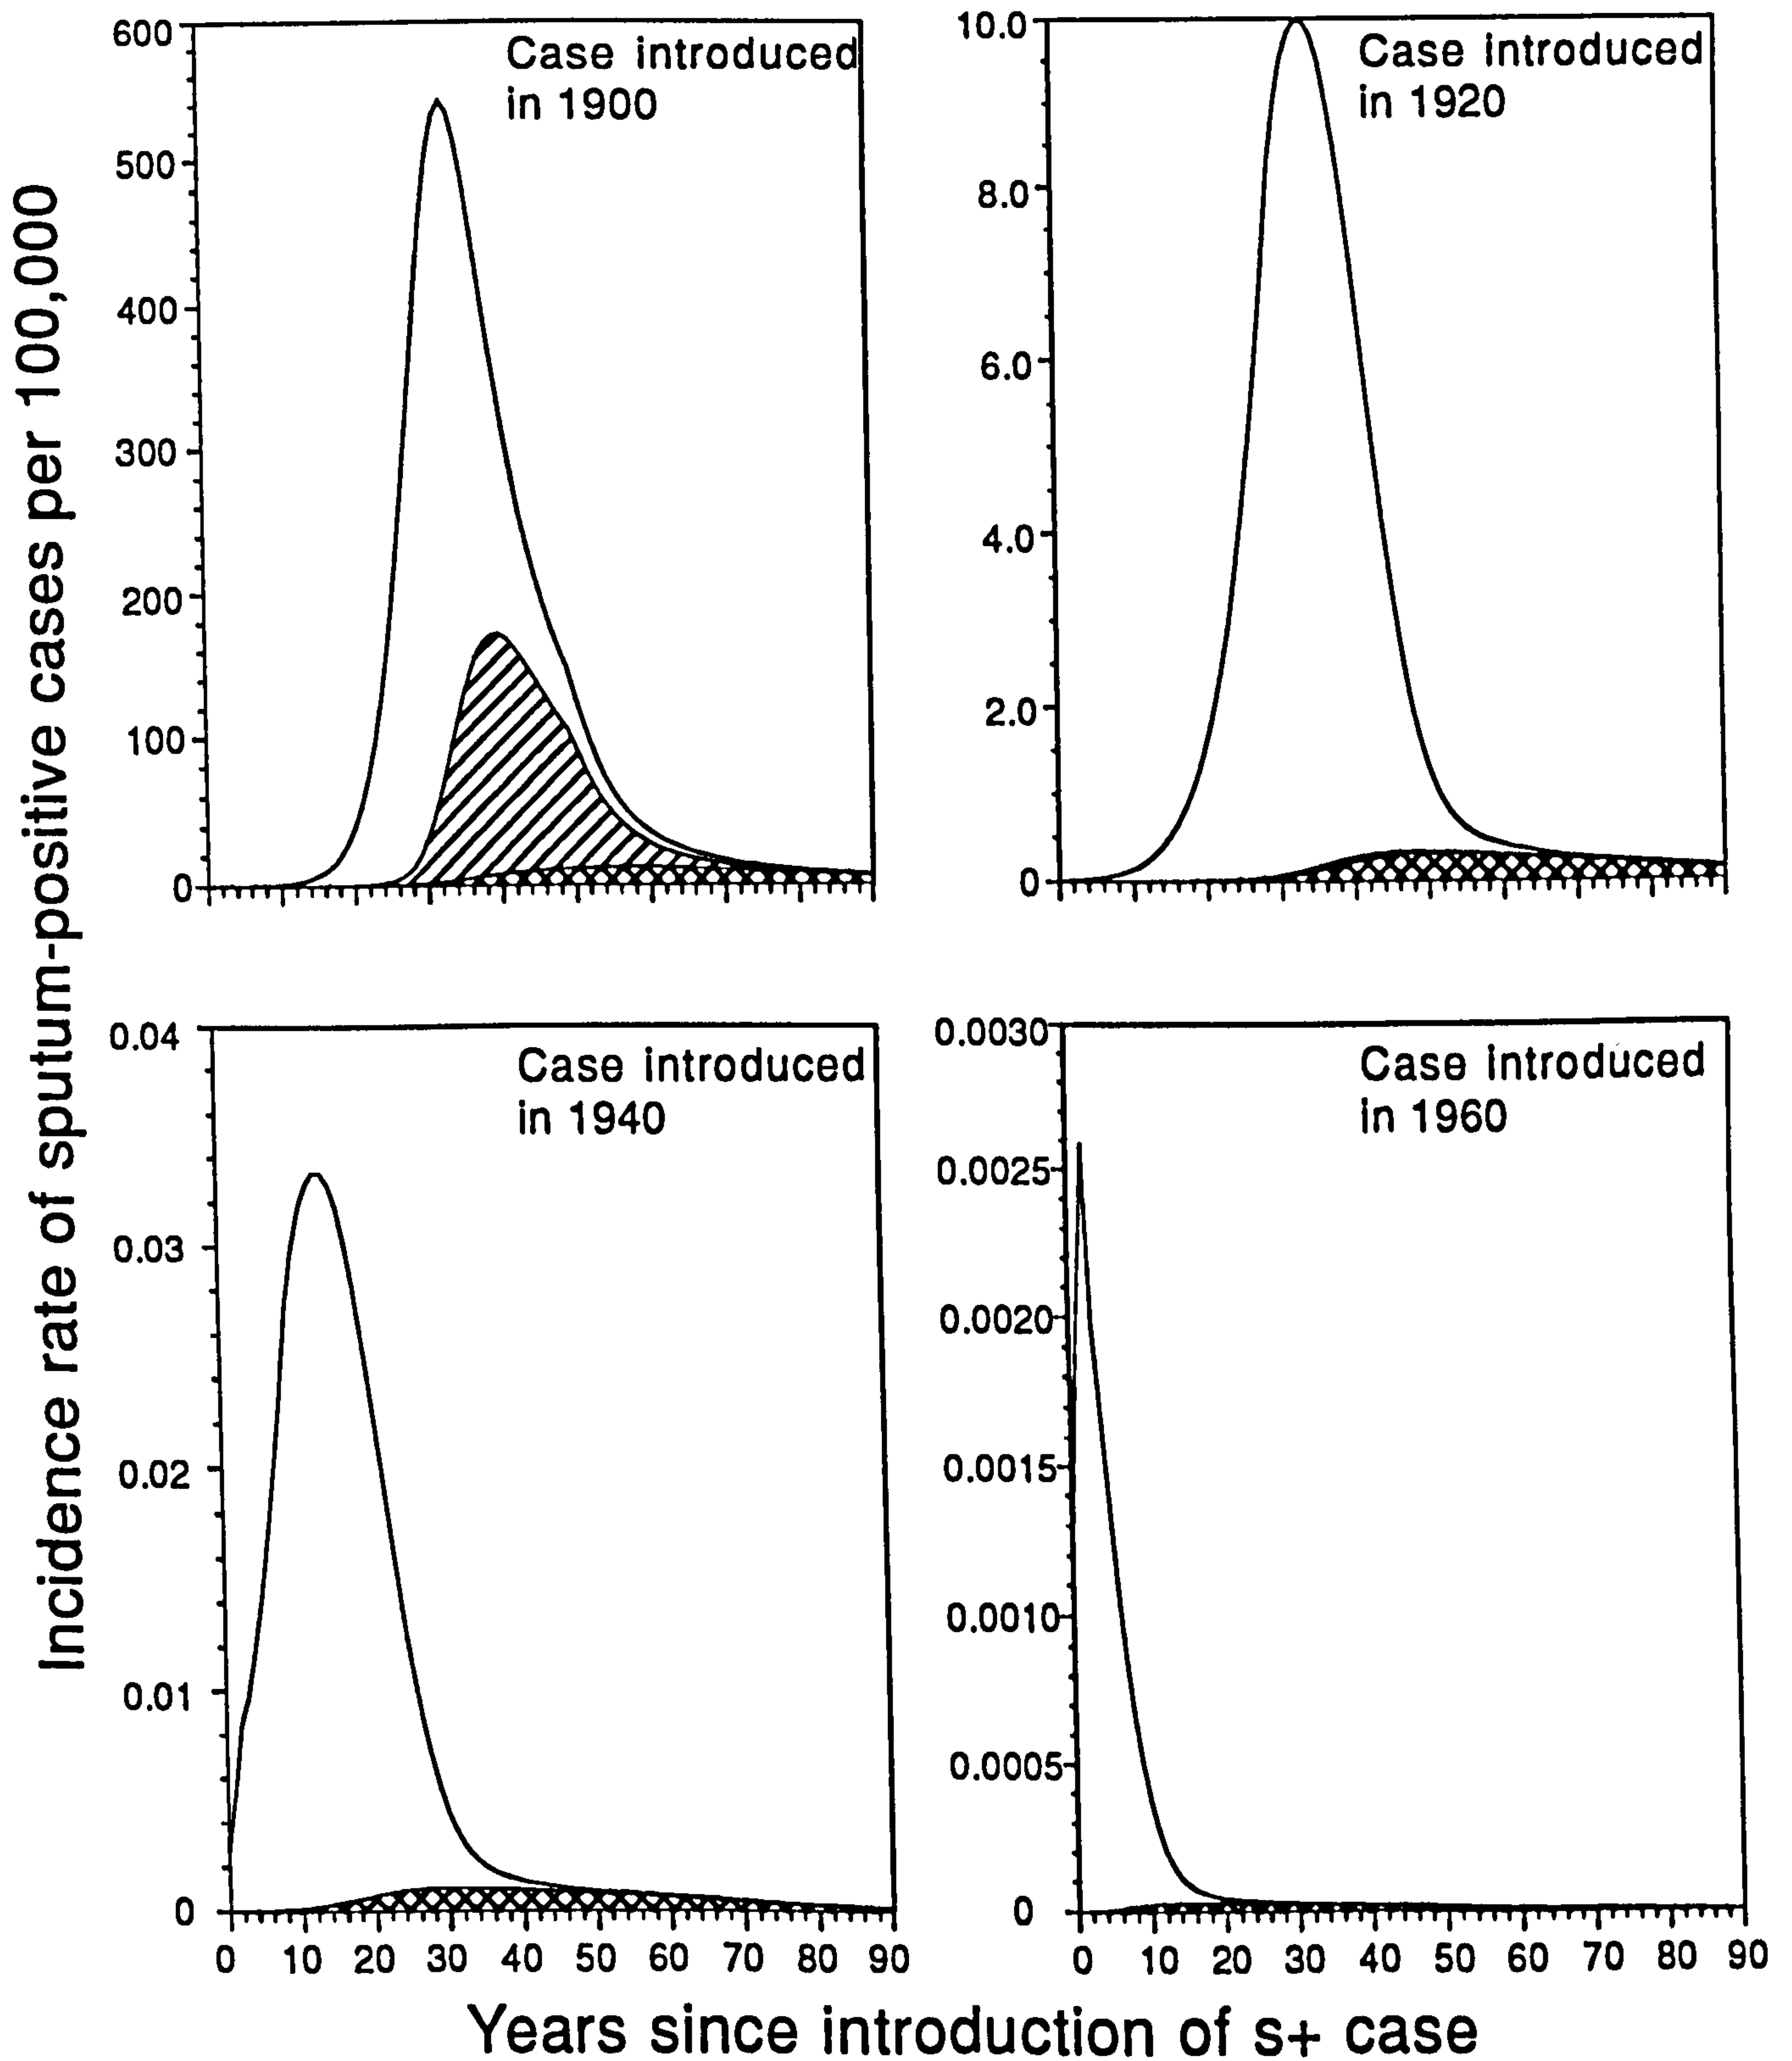 Incidence rate of sputum-positive cases per 100,000
Case introduced
in 1900
600
500
400
300
200
100
0
Case introduced
in 1920
10.0
8.0
6.0
4.0
2.0
0
Case introduced
in 1940
0.04
0.03
0.02
0.01
0
0 10 20 30 40 50 60 70 80 90
Case introduced
in 1960
0.0030
0.0025
0.0020
0.0015
0.0010
0.0005
0
0 10 20 30 40 50 60 70 80 90
Years since introduction of s+ case